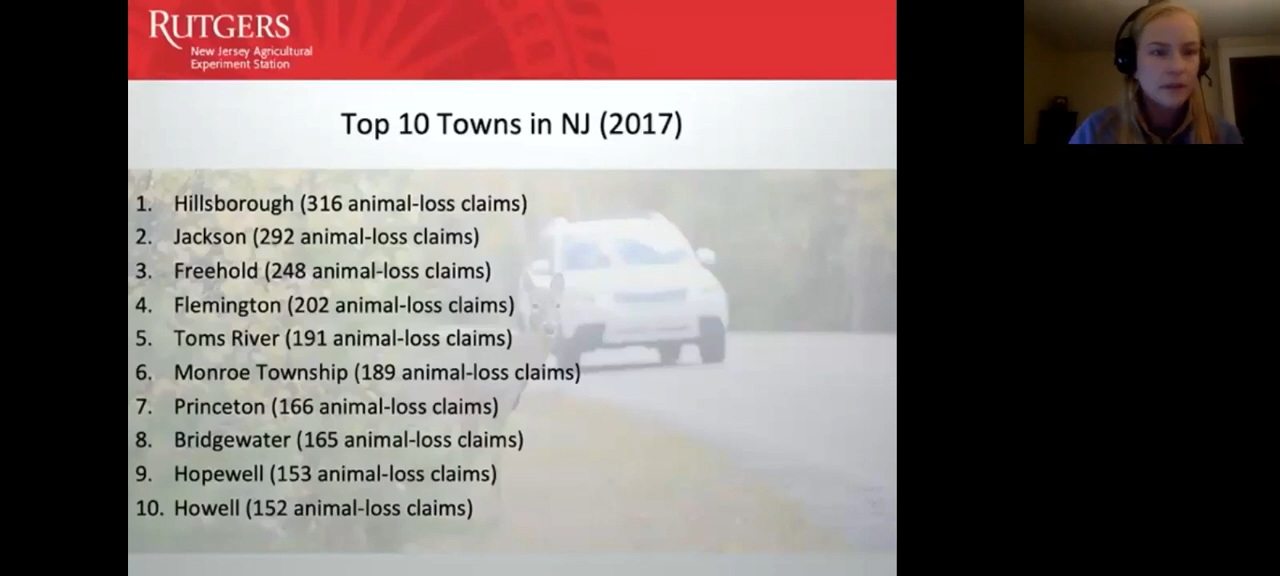 RUTGERS
New Jersey Agricultural
Experiment Station
Top 10 Towns in NJ (2017)
1. Hillsborough (316 animal-loss claims)
2. Jackson (292 animal-loss claims)
3. Freehold (248 animal-loss claims)
4. Flemington (202 animal-loss claims)
5. Toms River (191 animal-loss claims)
6. Monroe Township (189 animal-loss claims)
7. Princeton (166 animal-loss claims)
8. Bridgewater (165 animal-loss claims)
9. Hopewell (153 animal-loss claims)
10. Howell (152 animal-loss claims)